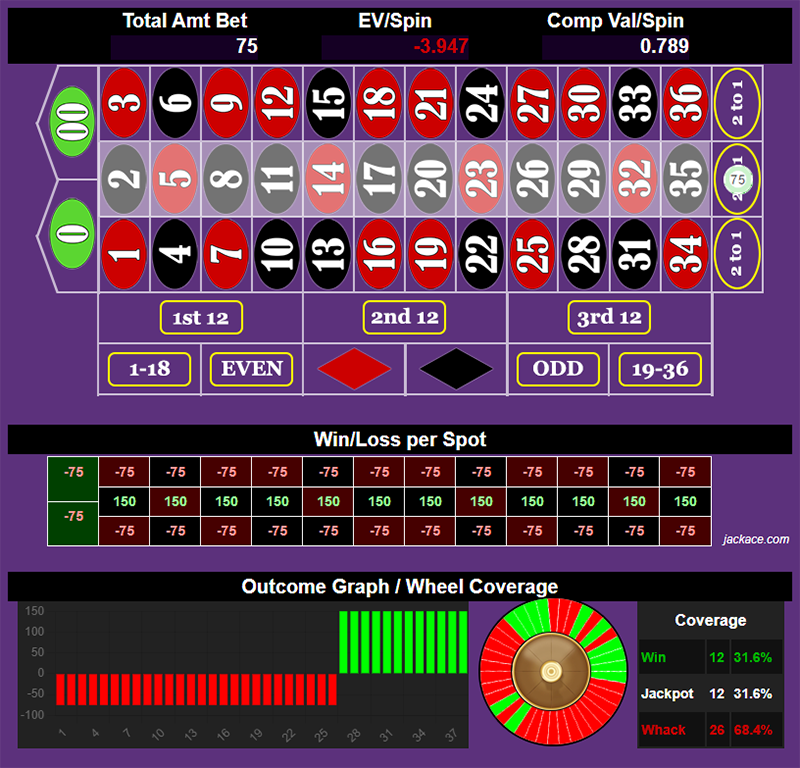 Total Amt Bet EV/Spin Comp Val/Spin
75 -3.947 0.789
00 3 6 9 12 15 18 21 24 27 30 33 36 2 to 1
2 5 8 11 14 17 20 23 26 29 32 35 75
0 1 4 7 10 13 16 19 22 25 28 31 34 2 to 1
1st 12 2nd 12 3rd 12
1-18 EVEN ODD 19-36
Win/Loss per Spot
-75 -75 -75 -75 -75 -75 -75 -75 -75 -75 -75 -75 -75
150 150 150 150 150 150 150 150 150 150 150 150
-75 -75 -75 -75 -75 -75 -75 -75 -75 -75 -75 -75 -75
jackace.com
Outcome Graph / Wheel Coverage
150
100
50
0
-50
-100
1 4 7 10 13 16 19 22 25 28 31 34 37
Coverage
Win 12 31.6%
Jackpot 12 31.6%
Whack 26 68.4%